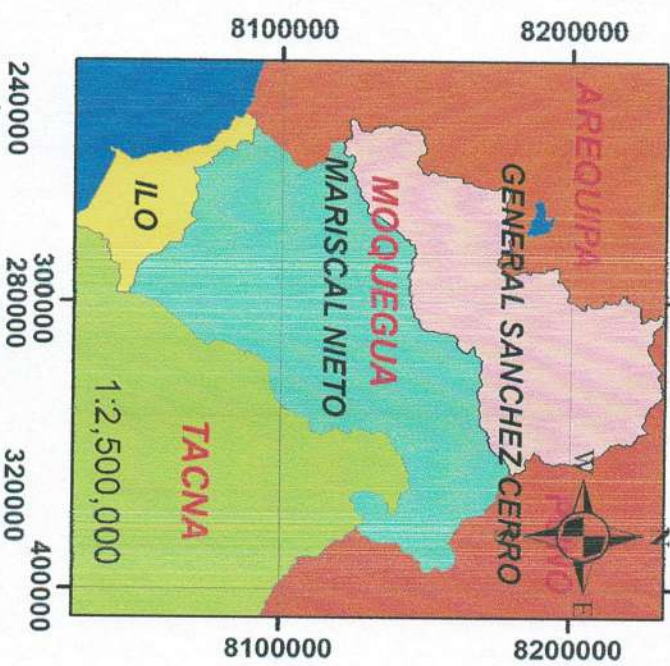 AREQUIPA
8200000
W
N
E
8200000
GENERAL SANCHEZ CERRO
MOQUEGUA
MARISCAL NIETO
8100000
8100000
TACNA
ILO
1:2,500,000
300000
400000
240000
280000
320000